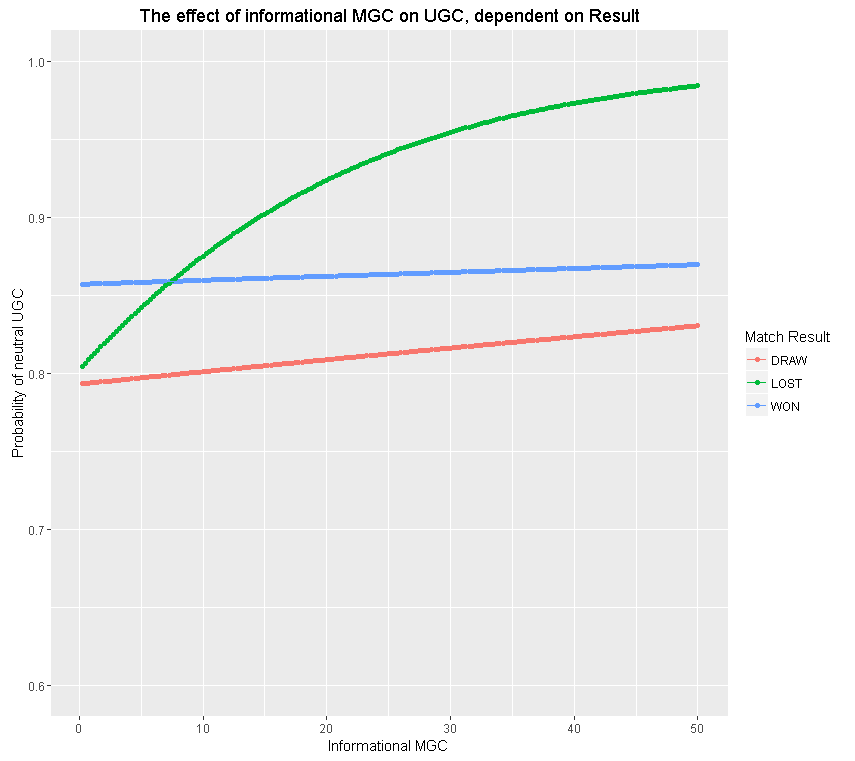 The effect of informational MGC on UGC, dependent on Result
Probability of neutral UGC
1.0
0.9
0.8
0.7
0.6
0 10 20 30 40 50
Informational MGC
Match Result
DRAW
LOST
WON